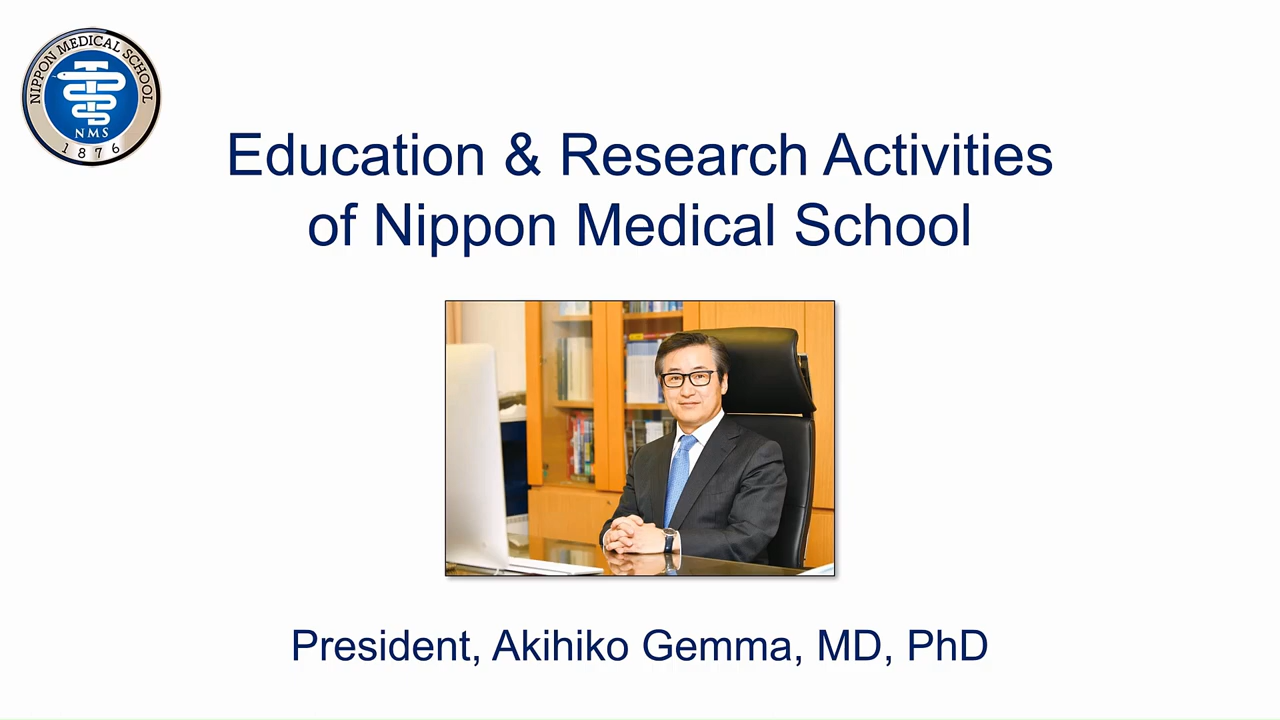 NIPPON MEDICAL SCHOOL
NMS
1876
Education & Research Activities
of Nippon Medical School
President, Akihiko Gemma, MD, PhD